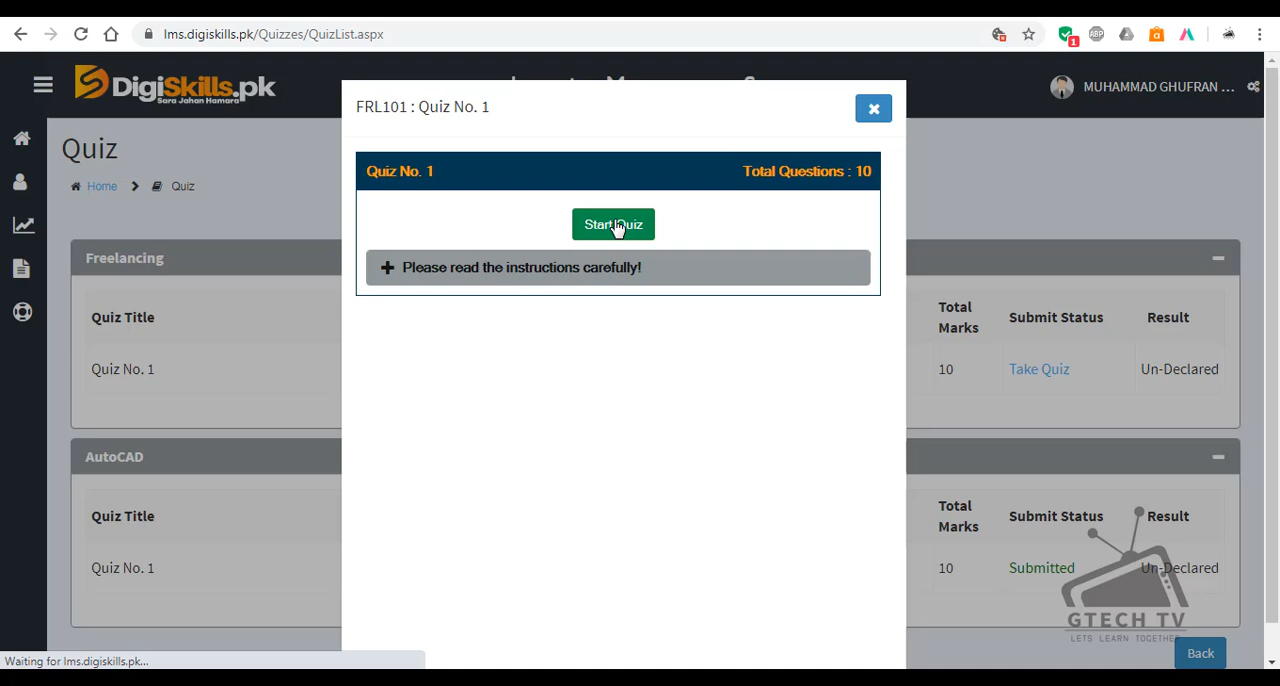 lms.digiskills.pk/Quizzes/QuizList.aspx
1
ABP
DigiSkills.pk
Sara Jahan Hamara
MUHAMMAD GHUFRAN ...
FRL101 : Quiz No. 1
Quiz
Home Quiz
Quiz No. 1 Total Questions : 10
Start Quiz
Please read the instructions carefully!
Freelancing
Quiz Title Total Marks Submit Status Result
Quiz No. 1 10 Take Quiz Un-Declared
AutoCAD
Quiz Title Total Marks Submit Status Result
Quiz No. 1 10 Submitted Un-Declared
GTECH TV
LETS LEARN TOGETHER
Back
Waiting for lms.digiskills.pk...